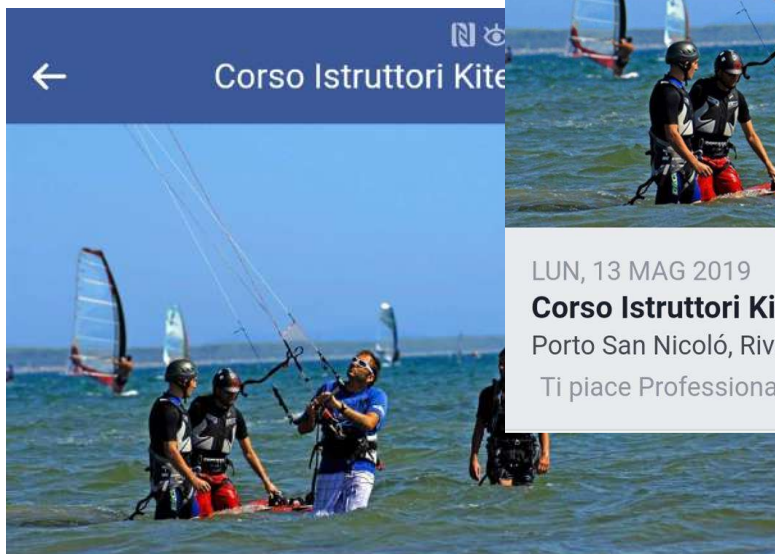 Corso Istruttori Kite
LUN, 13 MAG 2019
Corso Istruttori Ki
Porto San Nicoló, Riv
Ti piace Professiona